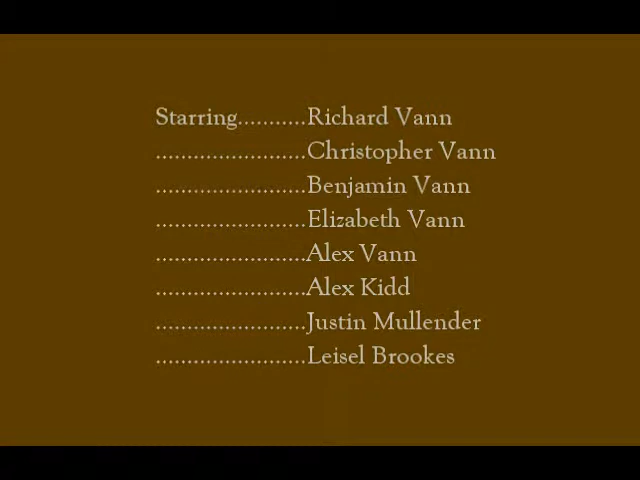 Starring...........Richard Vann
........................Christopher Vann
........................Benjamin Vann
........................Elizabeth Vann
........................Alex Vann
........................Alex Kidd
........................Justin Mullender
........................Leisel Brookes